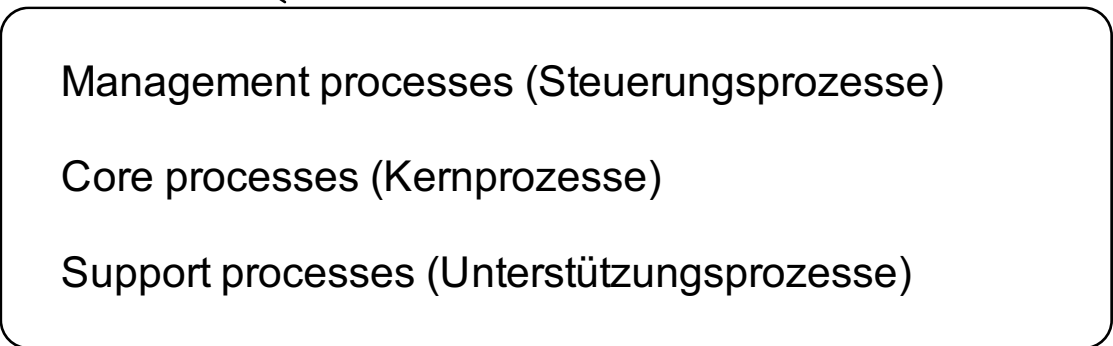 Management processes (Steuerungsprozesse)
Core processes (Kernprozesse)
Support processes (Unterstützungsprozesse)